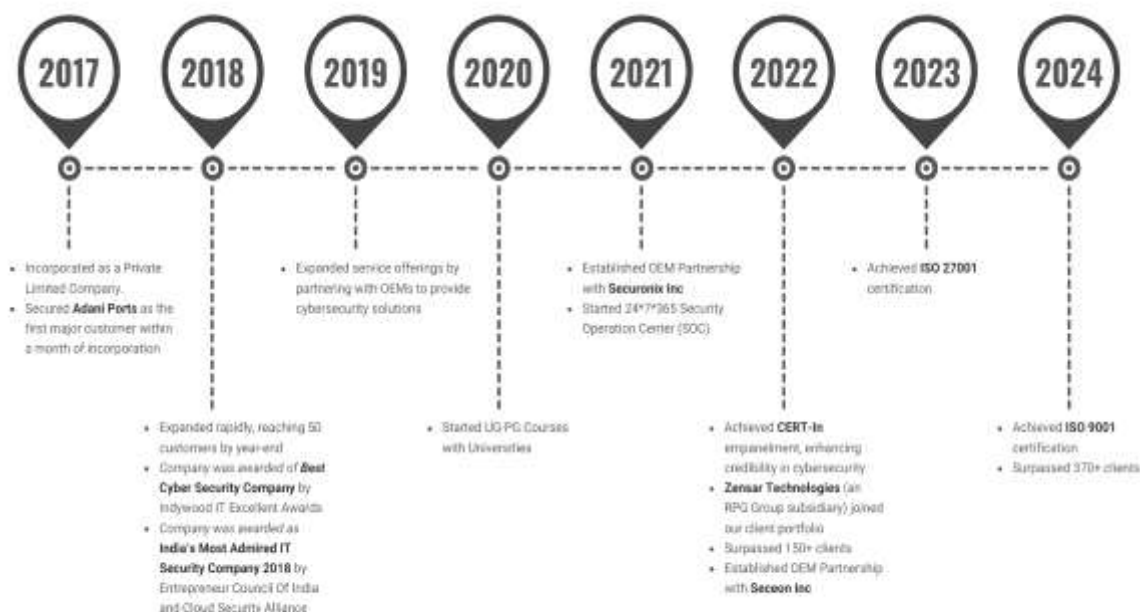 2017
2018
2019
2020
2021
2022
2023
2024
• Incorporated as a Private
Limited Company.
• Secured Adani Ports as the
first major customer within
a month of incorporation
• Expanded service offerings by
partnering with OEMs to provide
cybersecurity solutions
• Established OEM Partnership
with Securonix Inc
• Started 24*7*365 Security
Operation Center (SOC)
• Achieved ISO 27001
certification
• Expanded rapidly, reaching 50
customers by year-end
• Company was awarded of Best
Cyber Security Company by
Indywood IT Excellent Awards
• Company was awarded as
India's Most Admired IT
Security Company 2018 by
Entrepreneur Council Of India
and Cloud Security Alliance
• Started UG-PG Courses
with Universities
• Achieved CERT-In
empanelment, enhancing
credibility in cybersecurity
• Zensar Technologies (an
RPG Group subsidiary) joined
our client portfolio
• Surpassed 150+ clients
• Established OEM Partnership
with Seceon Inc
• Achieved ISO 9001
certification
• Surpassed 370+ clients